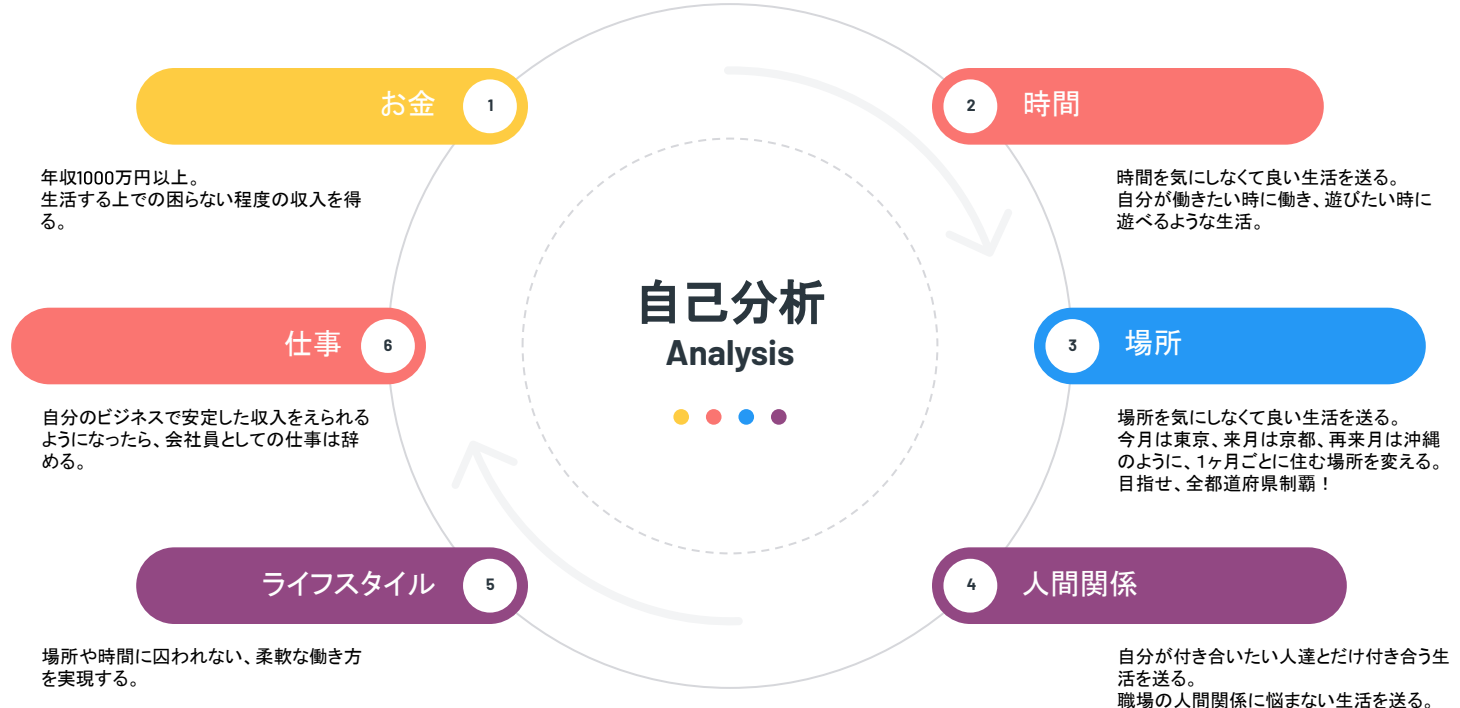 自己分析
Analysis
お金
1
年収1000万円以上。
生活する上での困らない程度の収入を得
る。
2
時間
時間を気にしなくて良い生活を送る。
自分が働きたい時に働き、遊びたい時に
遊べるような生活。
3
場所
場所を気にしなくて良い生活を送る。
今月は東京、来月は京都、再来月は沖縄
のように、1ヶ月ごとに住む場所を変える。
目指せ、全都道府県制覇！
4
人間関係
自分が付き合いたい人達とだけ付き合う生
活を送る。
職場の人間関係に悩まない生活を送る。
ライフスタイル
5
場所や時間に囚われない、柔軟な働き方
を実現する。
仕事
6
自分のビジネスで安定した収入をえられる
ようになったら、会社員としての仕事は辞
める。